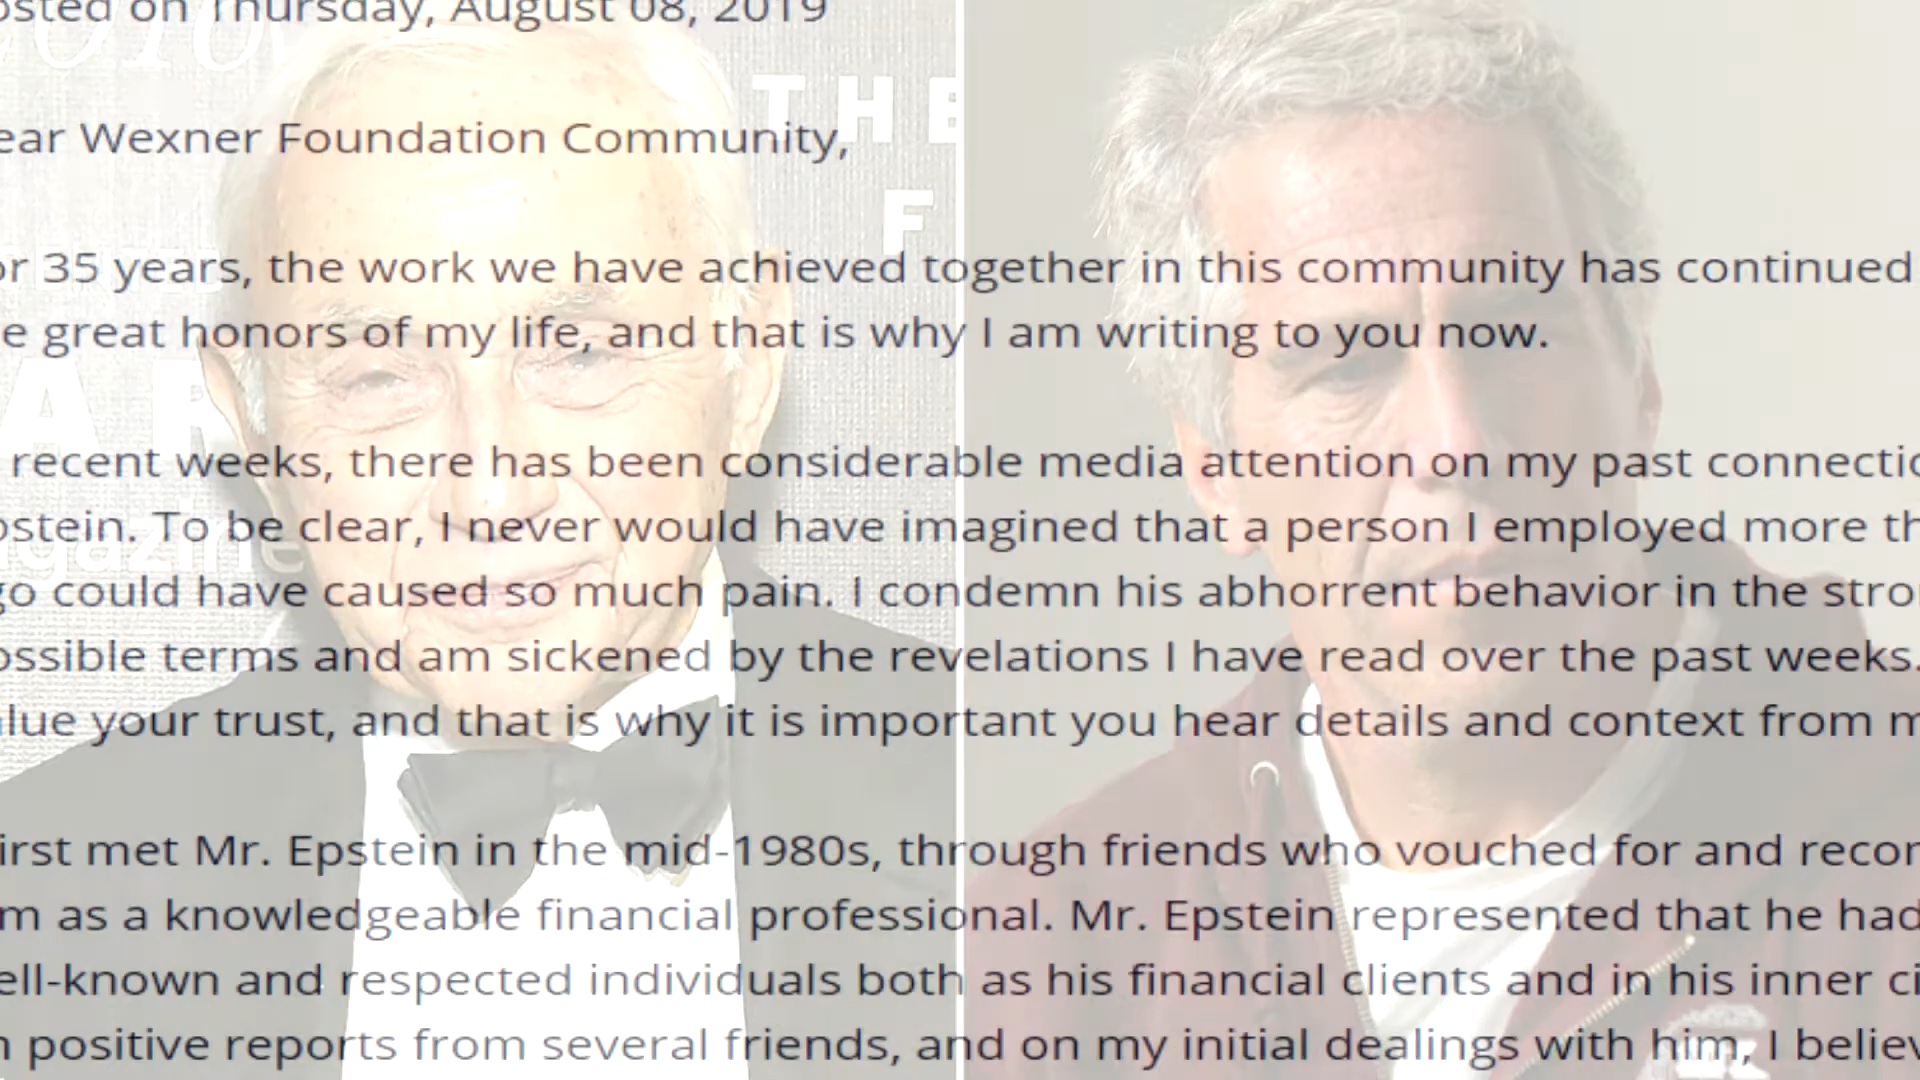 osted on Thursday, August 08, 2019
THE
ear Wexner Foundation Community,
F
or 35 years, the work we have achieved together in this community has continued
e great honors of my life, and that is why I am writing to you now.
AR
recent weeks, there has been considerable media attention on my past connectio
pstein. To be clear, I never would have imagined that a person I employed more th
agazine
go could have caused so much pain. I condemn his abhorrent behavior in the stro
ossible terms and am sickened by the revelations I have read over the past weeks.
alue your trust, and that is why it is important you hear details and context from m
irst met Mr. Epstein in the mid-1980s, through friends who vouched for and recor
m as a knowledgeable financial professional. Mr. Epstein represented that he had
ell-known and respected individuals both as his financial clients and in his inner ci
n positive reports from several friends, and on my initial dealings with him, I believ